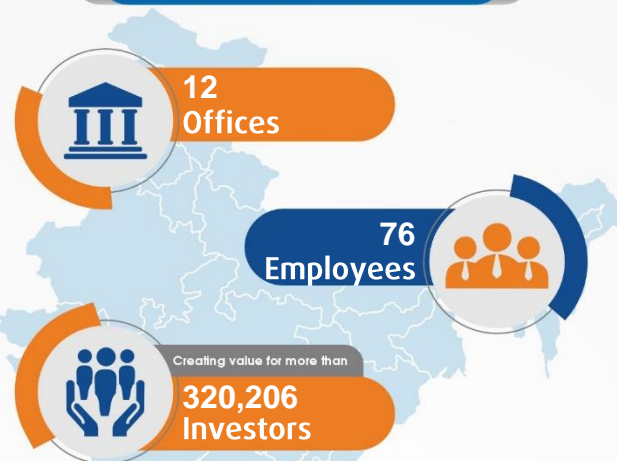 12
Offices
76
Employees
Creating value for more than
320,206
Investors